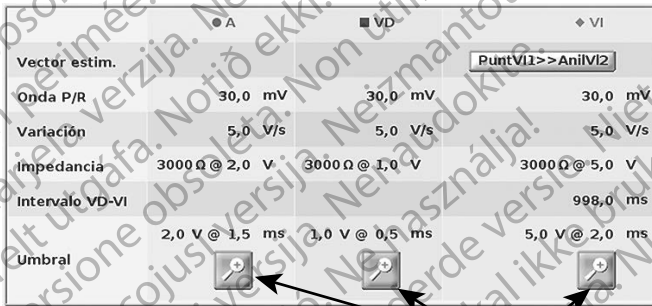 A VD VI
Vector estim. PuntVI1>>AnilVI2
Onda P/R 30,0 mV 30,0 mV 30,0 mV
Variación 5,0 V/s 5,0 V/s 5,0 V/s
Impedancia 3000 Ω @ 2,0 V 3000 Ω @ 1,0 V 3000 Ω @ 5,0 V
Intervalo VD-VI 998,0 ms
2,0 V @ 1,5 ms 1,0 V @ 0,5 ms 5,0 V @ 2,0 ms
Umbral